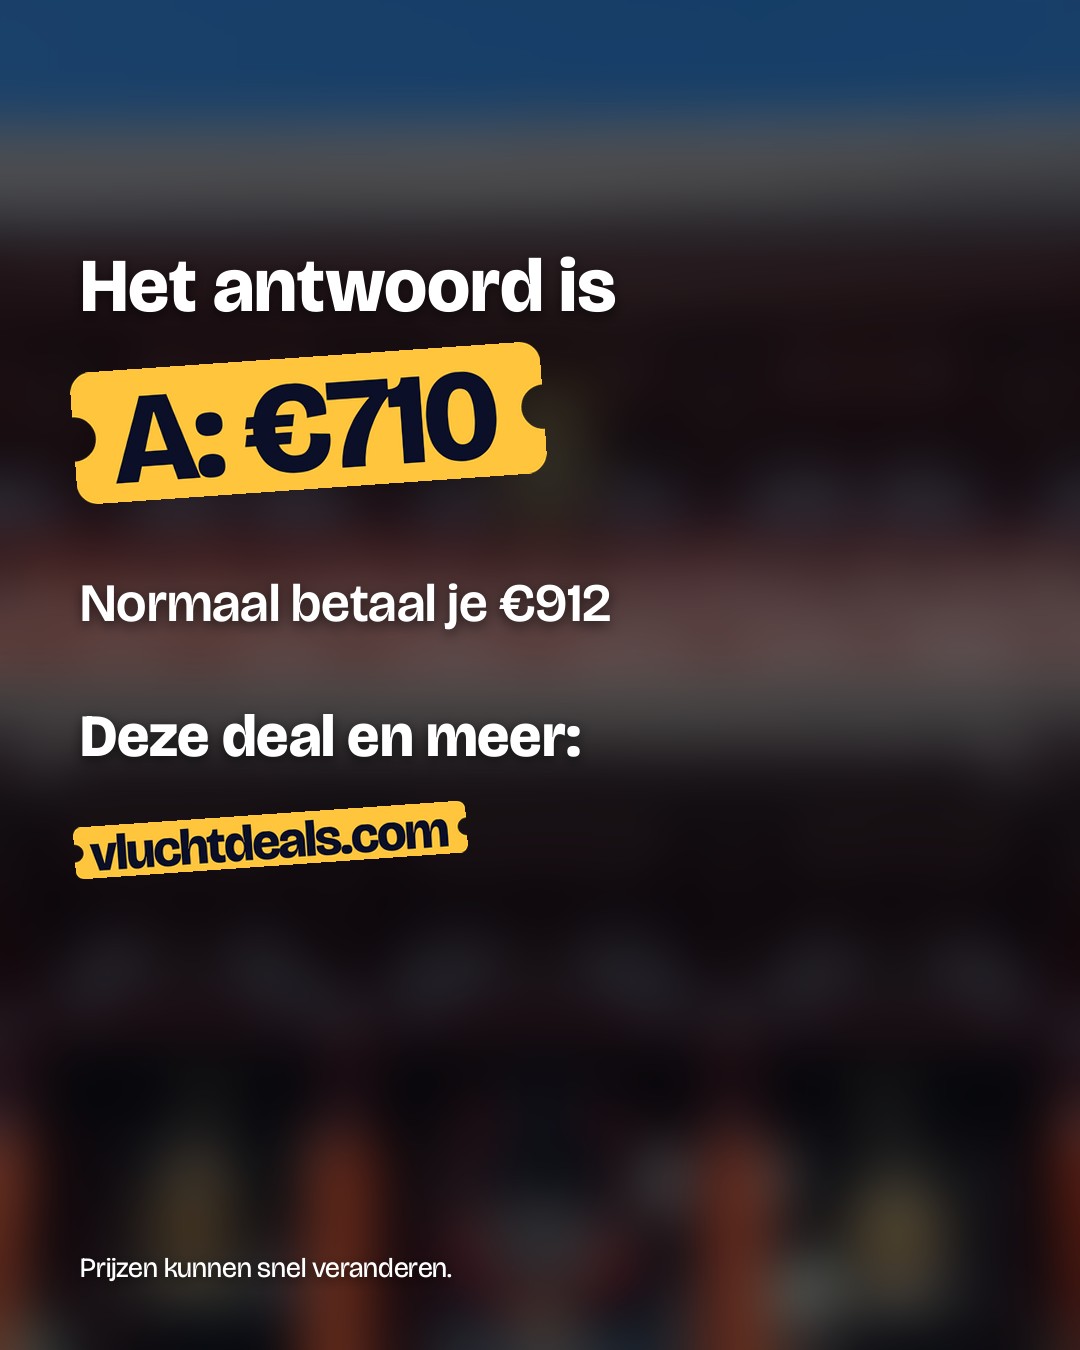 Het antwoord is
A: €710
Normaal betaal je €912
Deze deal en meer:
vluchtdeals.com
Prijzen kunnen snel veranderen.